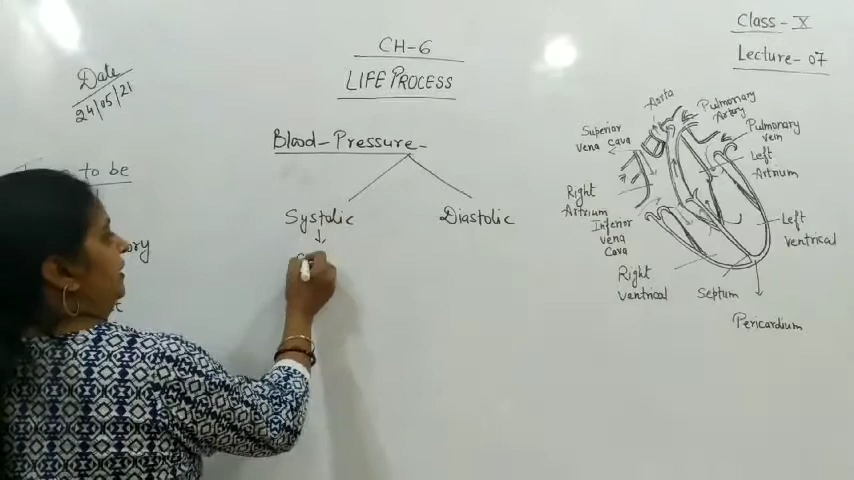 Class - X
Lecture - 07
CH-6
LIFE PROCESS
Date
24/05/21
Blood-Pressure-
Systolic
Diastolic
to be
Aorta
Pulmonary
Artery
Pulmonary
vein
Superior
vena cava
Left
Atrium
Right
Artrium
Inferior
vena
Cava
Left
ventrical
Right
ventrical
Septum
Pericardium